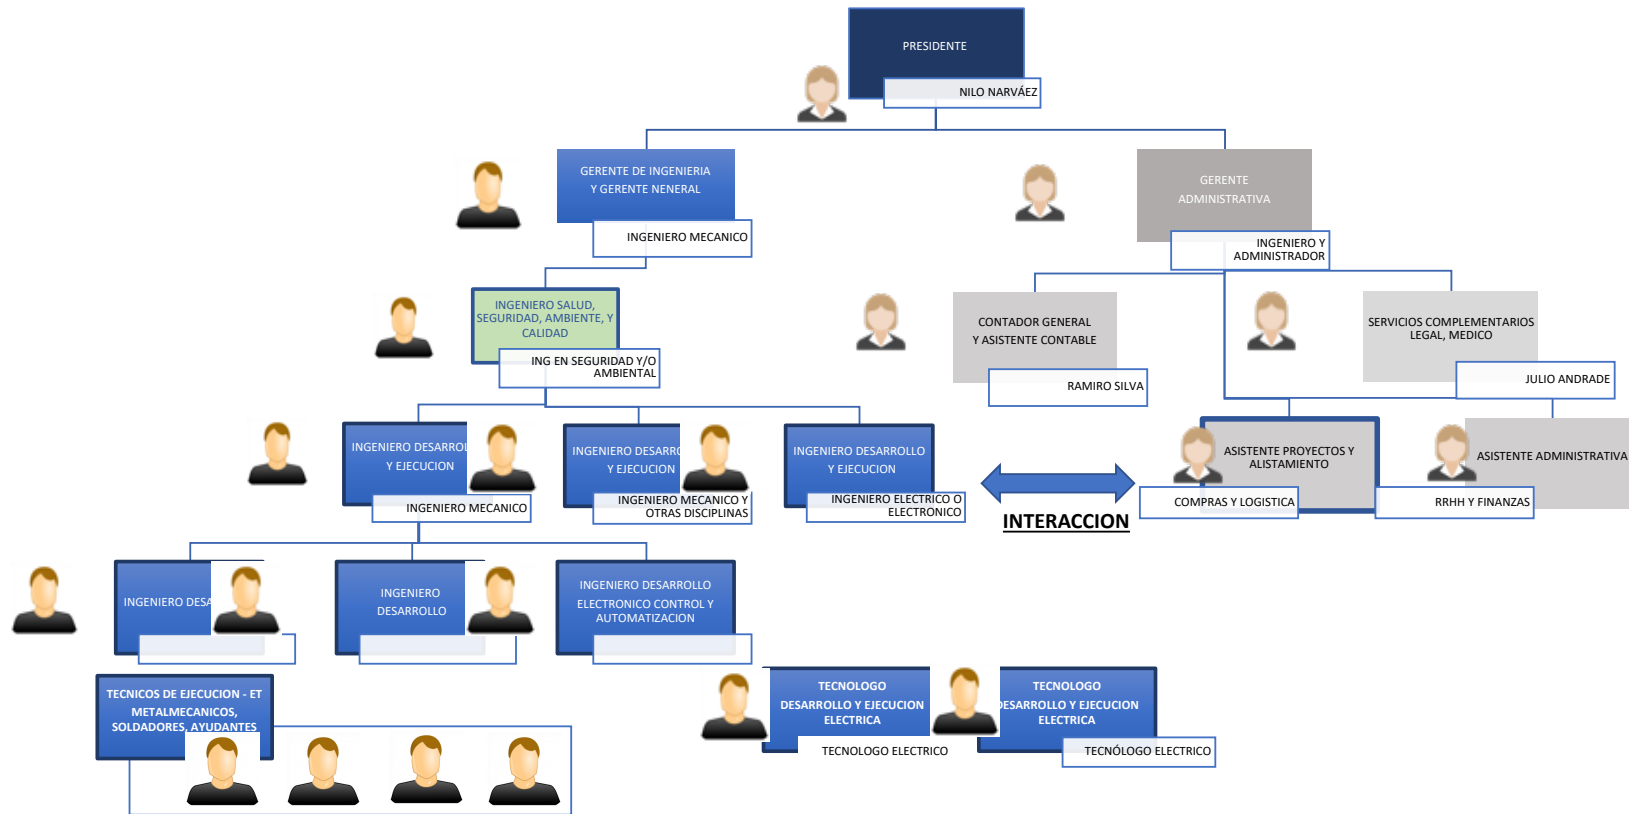 PRESIDENTE
NILO NARVÁEZ
GERENTE DE INGENIERIA
Y GERENTE NENERAL
INGENIERO MECANICO
GERENTE
ADMINISTRATIVA
INGENIERO Y
ADMINISTRADOR
INGENIERO SALUD,
SEGURIDAD, AMBIENTE, Y
CALIDAD
ING EN SEGURIDAD Y/O
AMBIENTAL
CONTADOR GENERAL
Y ASISTENTE CONTABLE
RAMIRO SILVA
SERVICIOS COMPLEMENTARIOS
LEGAL, MEDICO
JULIO ANDRADE
INGENIERO
Y EJECUCION
INGENIERO MECANICO
INGENIERO
Y EJECUCION
INGENIERO MECANICO Y
OTRAS DISCIPLINAS
INGENIERO DESARROLLO
Y EJECUCION
INGENIERO ELECTRICO O
ELECTRONICO
INTERACCION
ASISTENTE PROYECTOS Y
ALISTAMIENTO
COMPRAS Y LOGISTICA
ASISTENTE ADMINISTRATIVA
RRHH Y FINANZAS
INGENIERO
INGENIERO
DESARROLLO
INGENIERO DESARROLLO
ELECTRONICO CONTROL Y
AUTOMATIZACION
TECNICOS DE EJECUCION - ET
METALMECANICOS,
SOLDADORES, AYUDANTES
TECNOLOGO
DESARROLLO Y EJECUCION
ELECTRICA
TECNOLOGO ELECTRICO
TECNOLOGO
DESARROLLO Y EJECUCION
ELECTRICA
TECNÓLOGO ELECTRICO